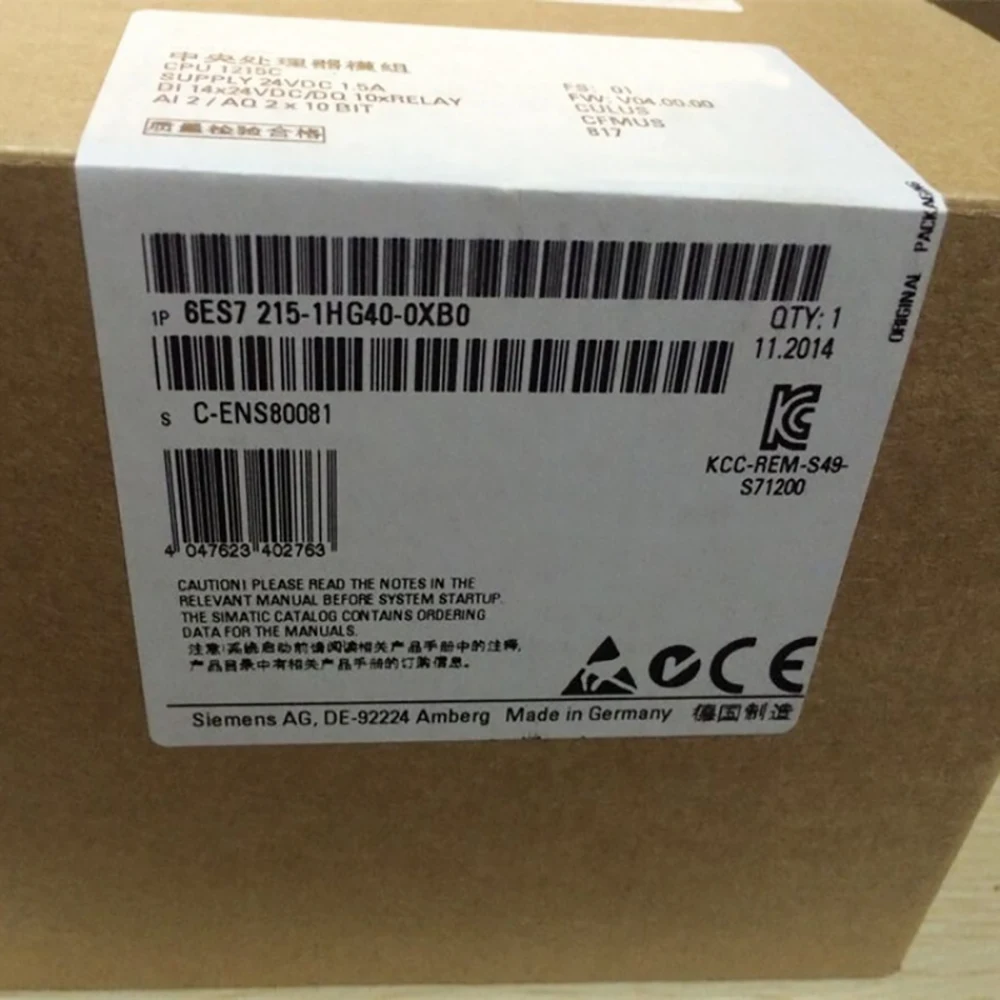 中央处理器模组
CPU 1215C
SUPPLY 24VDC 1.5A
DI 14x24VDC/DQ 10xRELAY
AI 2 / AQ 2 x 10 BIT
质量检验合格
FS: 01
FW: V04.00.00
CULUS
CFMUS
817
ORIGINAL PACKAGE
1P 6ES7 215-1HG40-0XB0
QTY: 1
11.2014
S C-ENS80081
KCC-REM-S49-
S71200
4 047623 402763
CAUTION! PLEASE READ THE NOTES IN THE
RELEVANT MANUAL BEFORE SYSTEM STARTUP.
THE SIMATIC CATALOG CONTAINS ORDERING
DATA FOR THE MANUALS.
注意:系统启动前请阅读相关产品手册中的注释,
产品目录中有相关产品手册的订购信息。
CE
Siemens AG, DE-92224 Amberg Made in Germany 德国制造